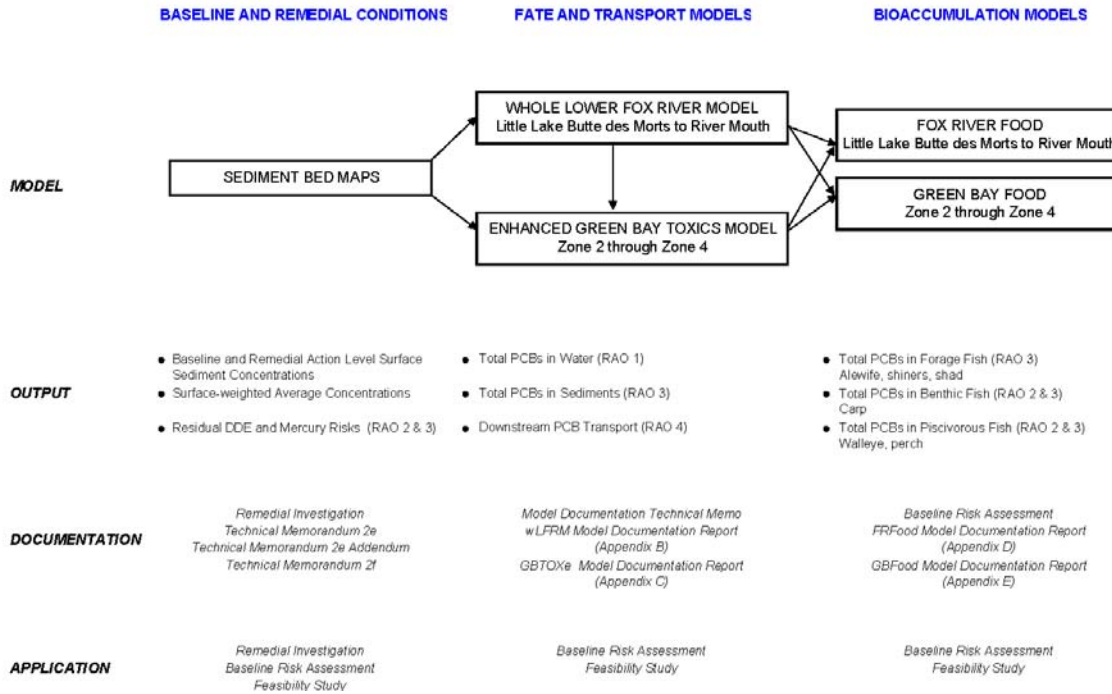 BASELINE AND REMEDIAL CONDITIONS
FATE AND TRANSPORT MODELS
BIOACCUMULATION MODELS
MODEL
SEDIMENT BED MAPS
WHOLE LOWER FOX RIVER MODEL
Little Lake Butte des Morts to River Mouth
ENHANCED GREEN BAY TOXICS MODEL
Zone 2 through Zone 4
FOX RIVER FOOD
Little Lake Butte des Morts to River Mouth
GREEN BAY FOOD
Zone 2 through Zone 4
OUTPUT
• Baseline and Remedial Action Level Surface
Sediment Concentrations
• Surface-weighted Average Concentrations
• Residual DDE and Mercury Risks (RAO 2 & 3)
• Total PCBs in Water (RAO 1)
• Total PCBs in Sediments (RAO 3)
• Downstream PCB Transport (RAO 4)
• Total PCBs in Forage Fish (RAO 3)
Alewife, shiners, shad
• Total PCBs in Benthic Fish (RAO 2 & 3)
Carp
• Total PCBs in Piscivorous Fish (RAO 2 & 3)
Walleye, perch
DOCUMENTATION
Remedial Investigation
Technical Memorandum 2e
Technical Memorandum 2e Addendum
Technical Memorandum 2f
Model Documentation Technical Memo
wLFRM Model Documentation Report
(Appendix B)
GBTOXe Model Documentation Report
(Appendix C)
Baseline Risk Assessment
FRFood Model Documentation Report
(Appendix D)
GBFood Model Documentation Report
(Appendix E)
APPLICATION
Remedial Investigation
Baseline Risk Assessment
Feasibility Study
Baseline Risk Assessment
Feasibility Study
Baseline Risk Assessment
Feasibility Study